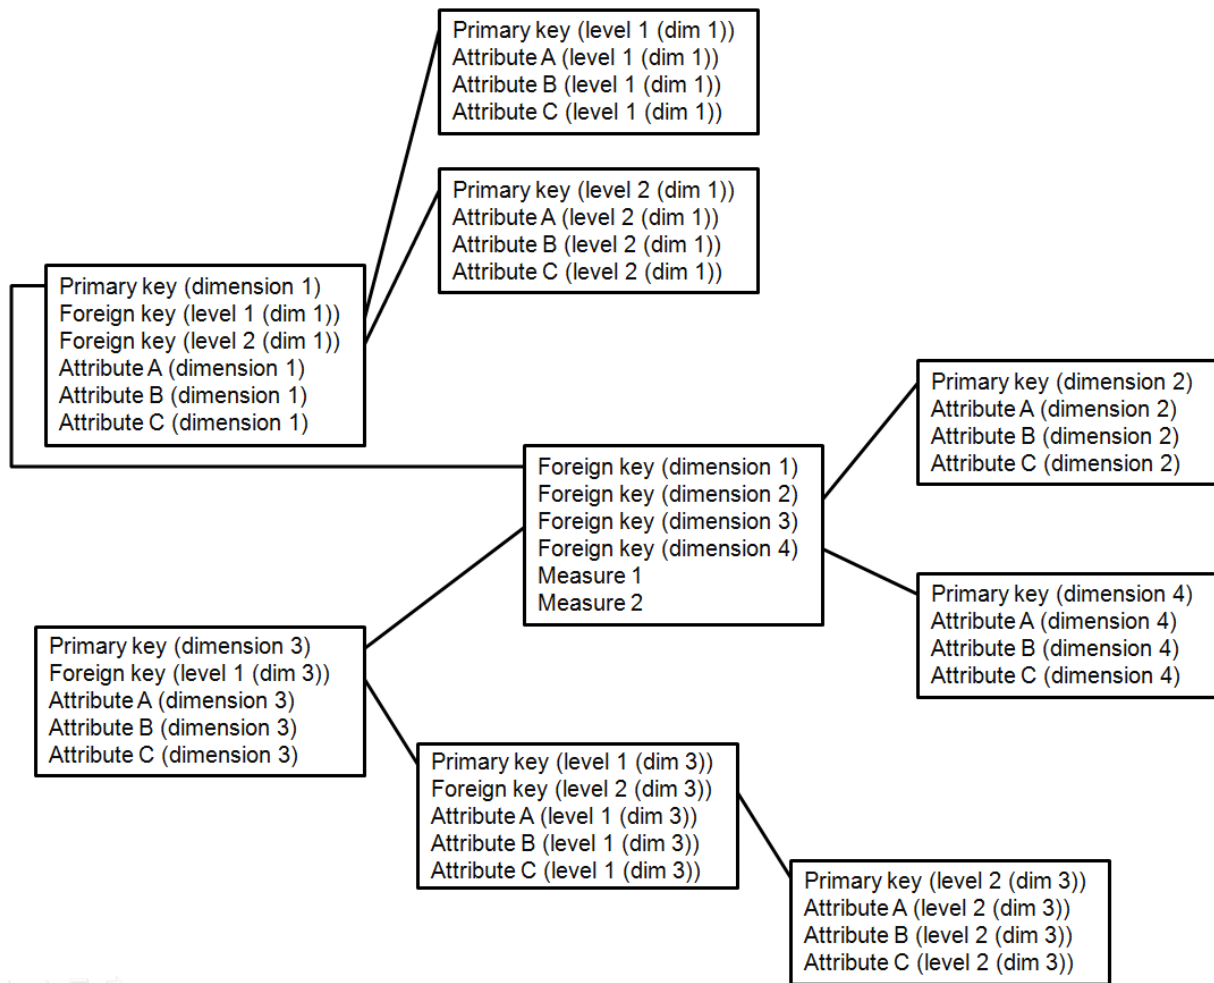 Primary key (level 1 (dim 1))
Attribute A (level 1 (dim 1))
Attribute B (level 1 (dim 1))
Attribute C (level 1 (dim 1))
Primary key (level 2 (dim 1))
Attribute A (level 2 (dim 1))
Attribute B (level 2 (dim 1))
Attribute C (level 2 (dim 1))
Primary key (dimension 1)
Foreign key (level 1 (dim 1))
Foreign key (level 2 (dim 1))
Attribute A (dimension 1)
Attribute B (dimension 1)
Attribute C (dimension 1)
Primary key (dimension 2)
Attribute A (dimension 2)
Attribute B (dimension 2)
Attribute C (dimension 2)
Foreign key (dimension 1)
Foreign key (dimension 2)
Foreign key (dimension 3)
Foreign key (dimension 4)
Measure 1
Measure 2
Primary key (dimension 4)
Attribute A (dimension 4)
Attribute B (dimension 4)
Attribute C (dimension 4)
Primary key (dimension 3)
Foreign key (level 1 (dim 3))
Attribute A (dimension 3)
Attribute B (dimension 3)
Attribute C (dimension 3)
Primary key (level 1 (dim 3))
Foreign key (level 2 (dim 3))
Attribute A (level 1 (dim 3))
Attribute B (level 1 (dim 3))
Attribute C (level 1 (dim 3))
Primary key (level 2 (dim 3))
Attribute A (level 2 (dim 3))
Attribute B (level 2 (dim 3))
Attribute C (level 2 (dim 3))